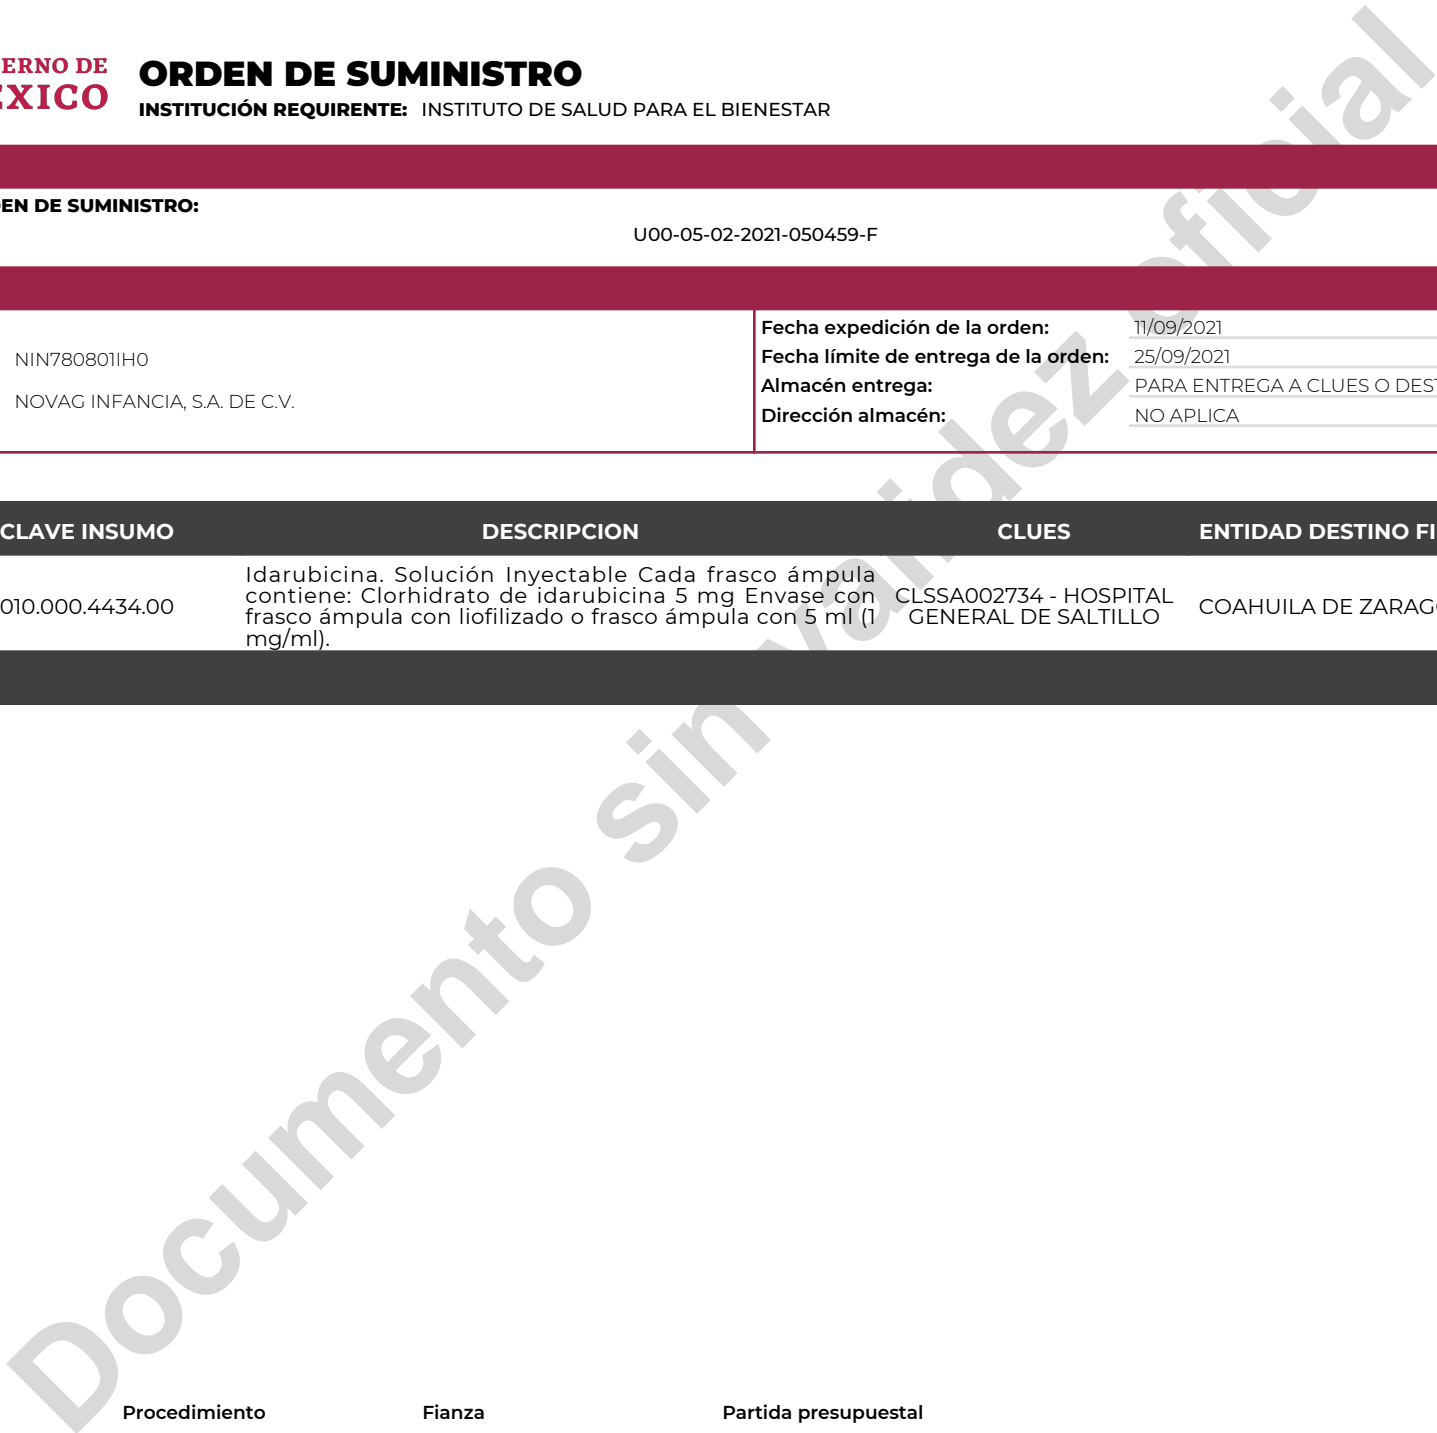 ERNO DE
EXICO
ORDEN DE SUMINISTRO
INSTITUCIÓN REQUIRENTE: INSTITUTO DE SALUD PARA EL BIENESTAR
EN DE SUMINISTRO:
U00-05-02-2021-050459-F
NIN780801IH0
NOVAG INFANCIA, S.A. DE C.V.
Fecha expedición de la orden: 11/09/2021
Fecha límite de entrega de la orden: 25/09/2021
Almacén entrega: PARA ENTREGA A CLUES O DEST
Dirección almacén: NO APLICA
CLAVE INSUMO DESCRIPCION CLUES ENTIDAD DESTINO FI
010.000.4434.00
Idarubicina. Solución Inyectable Cada frasco ámpula
contiene: Clorhidrato de idarubicina 5 mg Envase con
frasco ámpula con liofilizado o frasco ámpula con 5 ml (1
mg/ml).
CLSSA002734 - HOSPITAL
GENERAL DE SALTILLO
COAHUILA DE ZARAG
Documento sin validez oficial
Procedimiento Fianza Partida presupuestal